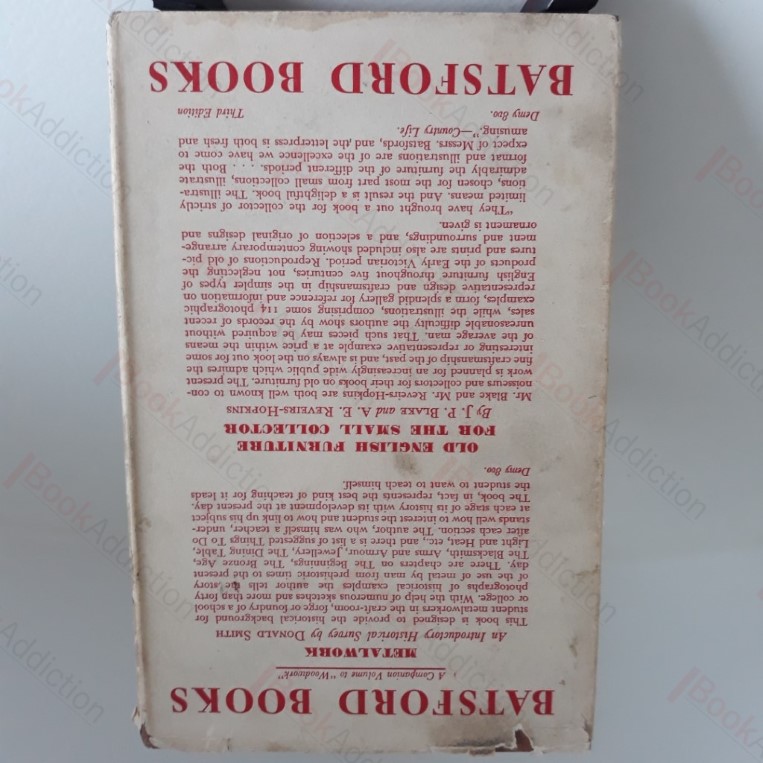 BATSFORD BOOKS
A Companion Volume to "Woodwork"
METALWORK
An Introductory Historical Survey by DONALD SMITH
This book is designed to provide the historical background for
student metalworkers in the craft-room, forge or foundry of a school
or college. With the help of numerous sketches and more than forty
photographs of historical examples the author tells the story
of the use of metal by man from prehistoric times to the present
day. There are chapters on The Beginnings, The Bronze Age,
The Blacksmith, Arms and Armour, Jewellery, The Dining Table,
Light and Heat, etc., and there is a list of suggested Things To Do
after each section. The author, who was himself a teacher, under-
stands well how to interest the student and how to link up his subject
at each stage of its history with its development at the present day.
The book, in fact, represents the best kind of teaching for it leads
the student to want to teach himself.
Demy 8vo.
OLD ENGLISH FURNITURE
FOR THE SMALL COLLECTOR
By J. P. BLAKE and A. E. REVEIRS-HOPKINS
Mr. Blake and Mr. Reveirs-Hopkins are both well known to con-
noisseurs and collectors for their books on old furniture. The present
work is planned for an increasingly wide public which admires the
fine craftsmanship of the past, and is always on the look out for some
interesting or representative example at a price within the means
of the average man. That such pieces may be acquired without
unreasonable difficulty the authors show by the records of recent
sales, while the illustrations, comprising some 114 photographic
examples, form a splendid gallery for reference and information on
representative design and craftsmanship in the simpler types of
English furniture throughout five centuries, not neglecting the
products of the Early Victorian period. Reproductions of old pic-
tures and prints are also included showing contemporary arrange-
ment and surroundings, and a selection of original designs and
ornament is given.
"They have brought out a book for the collector of strictly
limited means. And the result is a delightful book. The illustra-
tions, chosen for the most part from small collections, illustrate
admirably the furniture of the different periods. . . . Both the
format and illustrations are of the excellence we have come to
expect of Messrs. Batsfords, and the letterpress is both fresh and
amusing."—Country Life.
Demy 8vo. Third Edition
BATSFORD BOOKS
BookAddiction